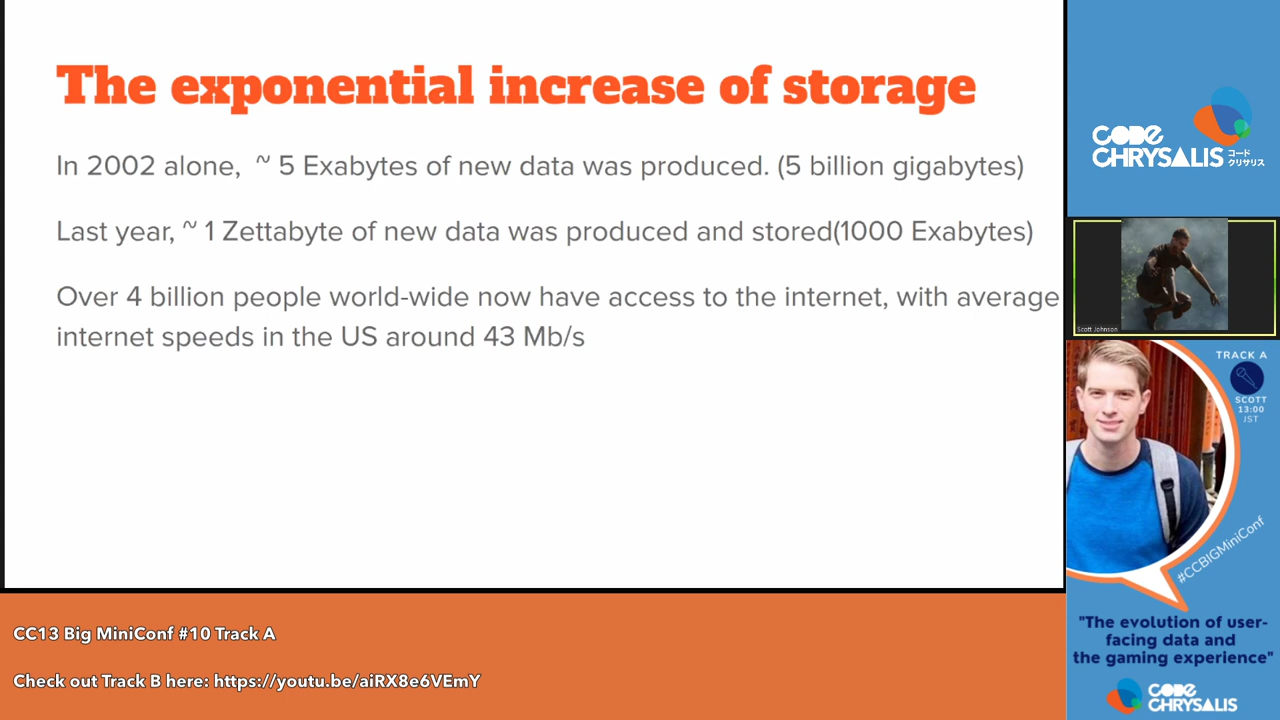 The exponential increase of storage
In 2002 alone, ~ 5 Exabytes of new data was produced. (5 billion gigabytes)
Last year, ~ 1 Zettabyte of new data was produced and stored(1000 Exabytes)
Over 4 billion people world-wide now have access to the internet, with average
internet speeds in the US around 43 Mb/s
CODE
CHRYSALIS
コード
クリサリス
Scott Johnson
TRACK A
SCOTT
13:00
JST
#CCBIGMiniConf
"The evolution of user-
facing data and
the gaming experience"
CODE
CHRYSALIS
CC13 Big MiniConf #10 Track A
Check out Track B here: https://youtu.be/aiRX8e6VEmY